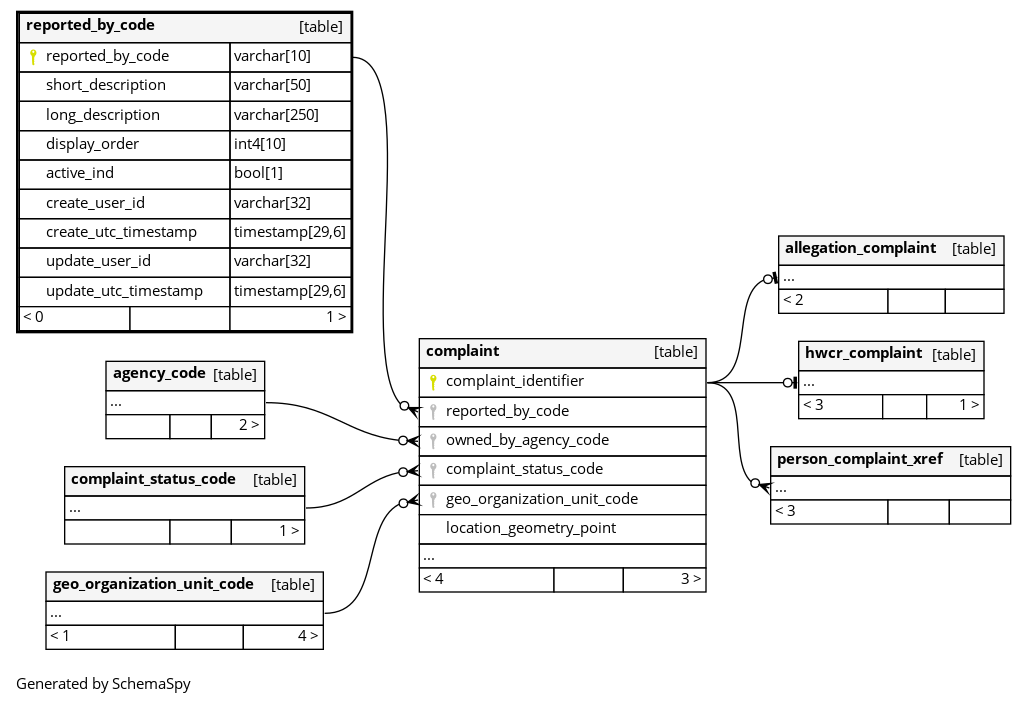 reported_by_code [table]
reported_by_code varchar[10]
short_description varchar[50]
long_description varchar[250]
display_order int4[10]
active_ind bool[1]
create_user_id varchar[32]
create_utc_timestamp timestamp[29,6]
update_user_id varchar[32]
update_utc_timestamp timestamp[29,6]
< 0 1 >
agency_code [table]
...
2 >
complaint_status_code [table]
...
1 >
geo_organization_unit_code [table]
...
< 1 4 >
complaint [table]
complaint_identifier
reported_by_code
owned_by_agency_code
complaint_status_code
geo_organization_unit_code
location_geometry_point
...
< 4 3 >
allegation_complaint [table]
...
< 2
hwcr_complaint [table]
...
< 3 1 >
person_complaint_xref [table]
...
< 3
Generated by SchemaSpy